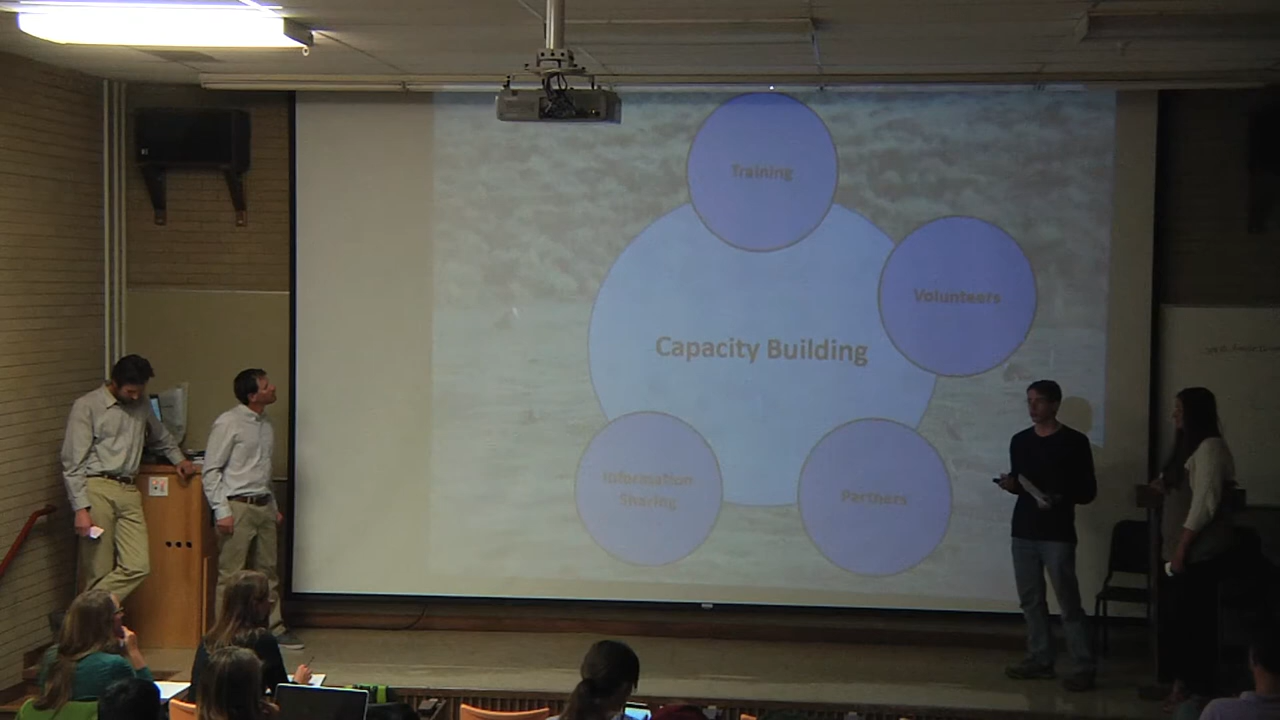 Training
Volunteers
Capacity Building
Information
Sharing
Partners